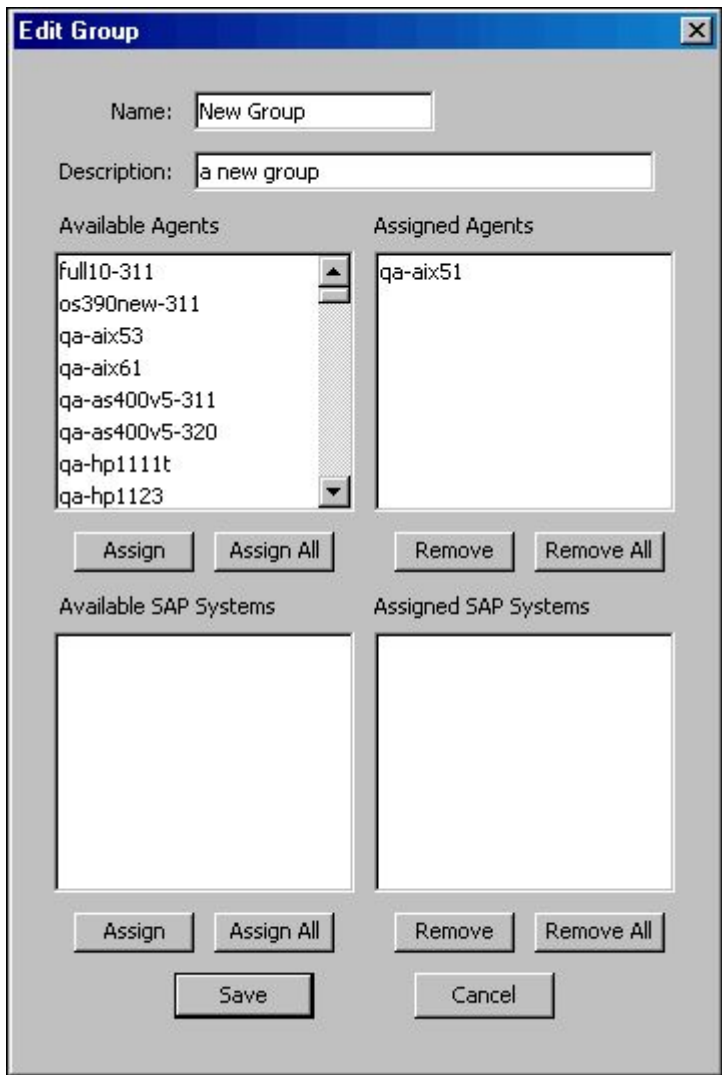 Edit Group
Name: New Group
Description: a new group
Available Agents
full10-311
os390new-311
qa-aix53
qa-aix61
qa-as400v5-311
qa-as400v5-320
qa-hp1111t
qa-hp1123
Assign Assign All
Assigned Agents
qa-aix51
Remove Remove All
Available SAP Systems
Assign Assign All
Assigned SAP Systems
Remove Remove All
Save Cancel